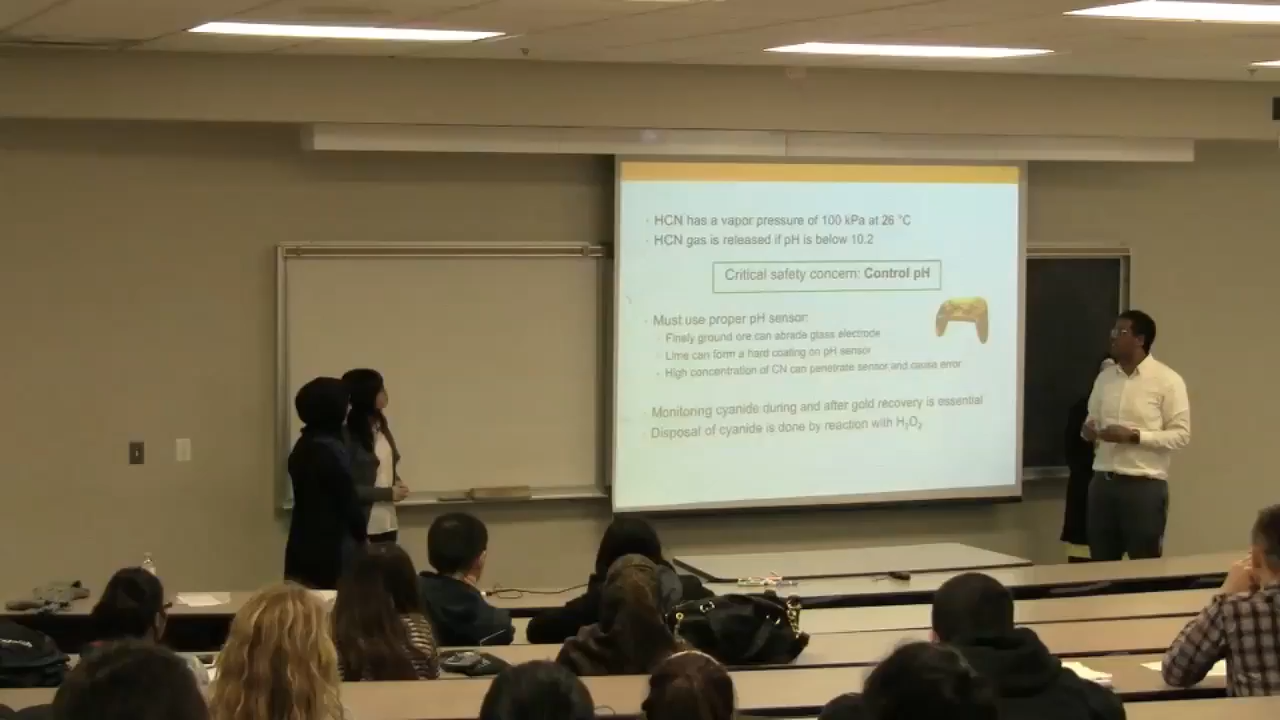 HCN has a vapor pressure of 100 kPa at 26 °C
HCN gas is released if pH is below 10.2
Critical safety concern: Control pH
Must use proper pH sensor:
Finely ground ore can abrade glass electrode
Lime can form a hard coating on pH sensor
High concentration of CN can penetrate sensor and cause error
Monitoring cyanide during and after gold recovery is essential
Disposal of cyanide is done by reaction with H₂O₂